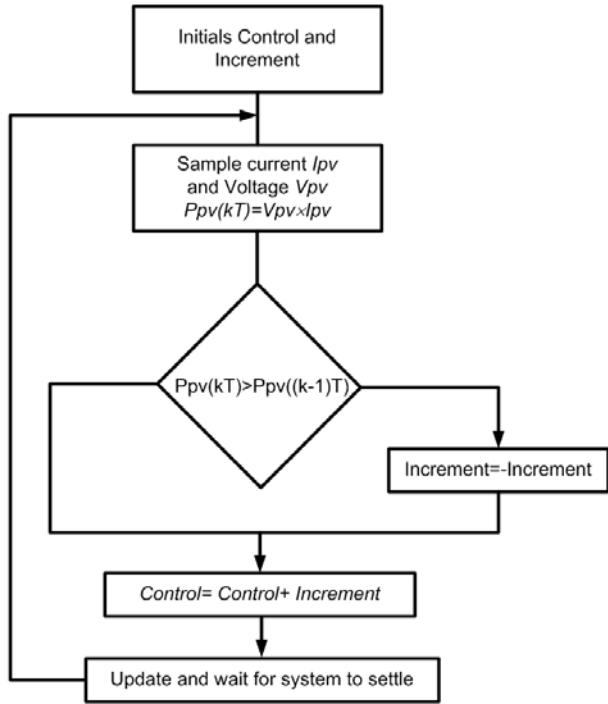 Initials Control and
Increment
Sample current Ipv
and Voltage Vpv
Ppv(kT)=Vpv×Ipv
Ppv(kT)>Ppv((k-1)T)
Increment=-Increment
Control= Control+ Increment
Update and wait for system to settle